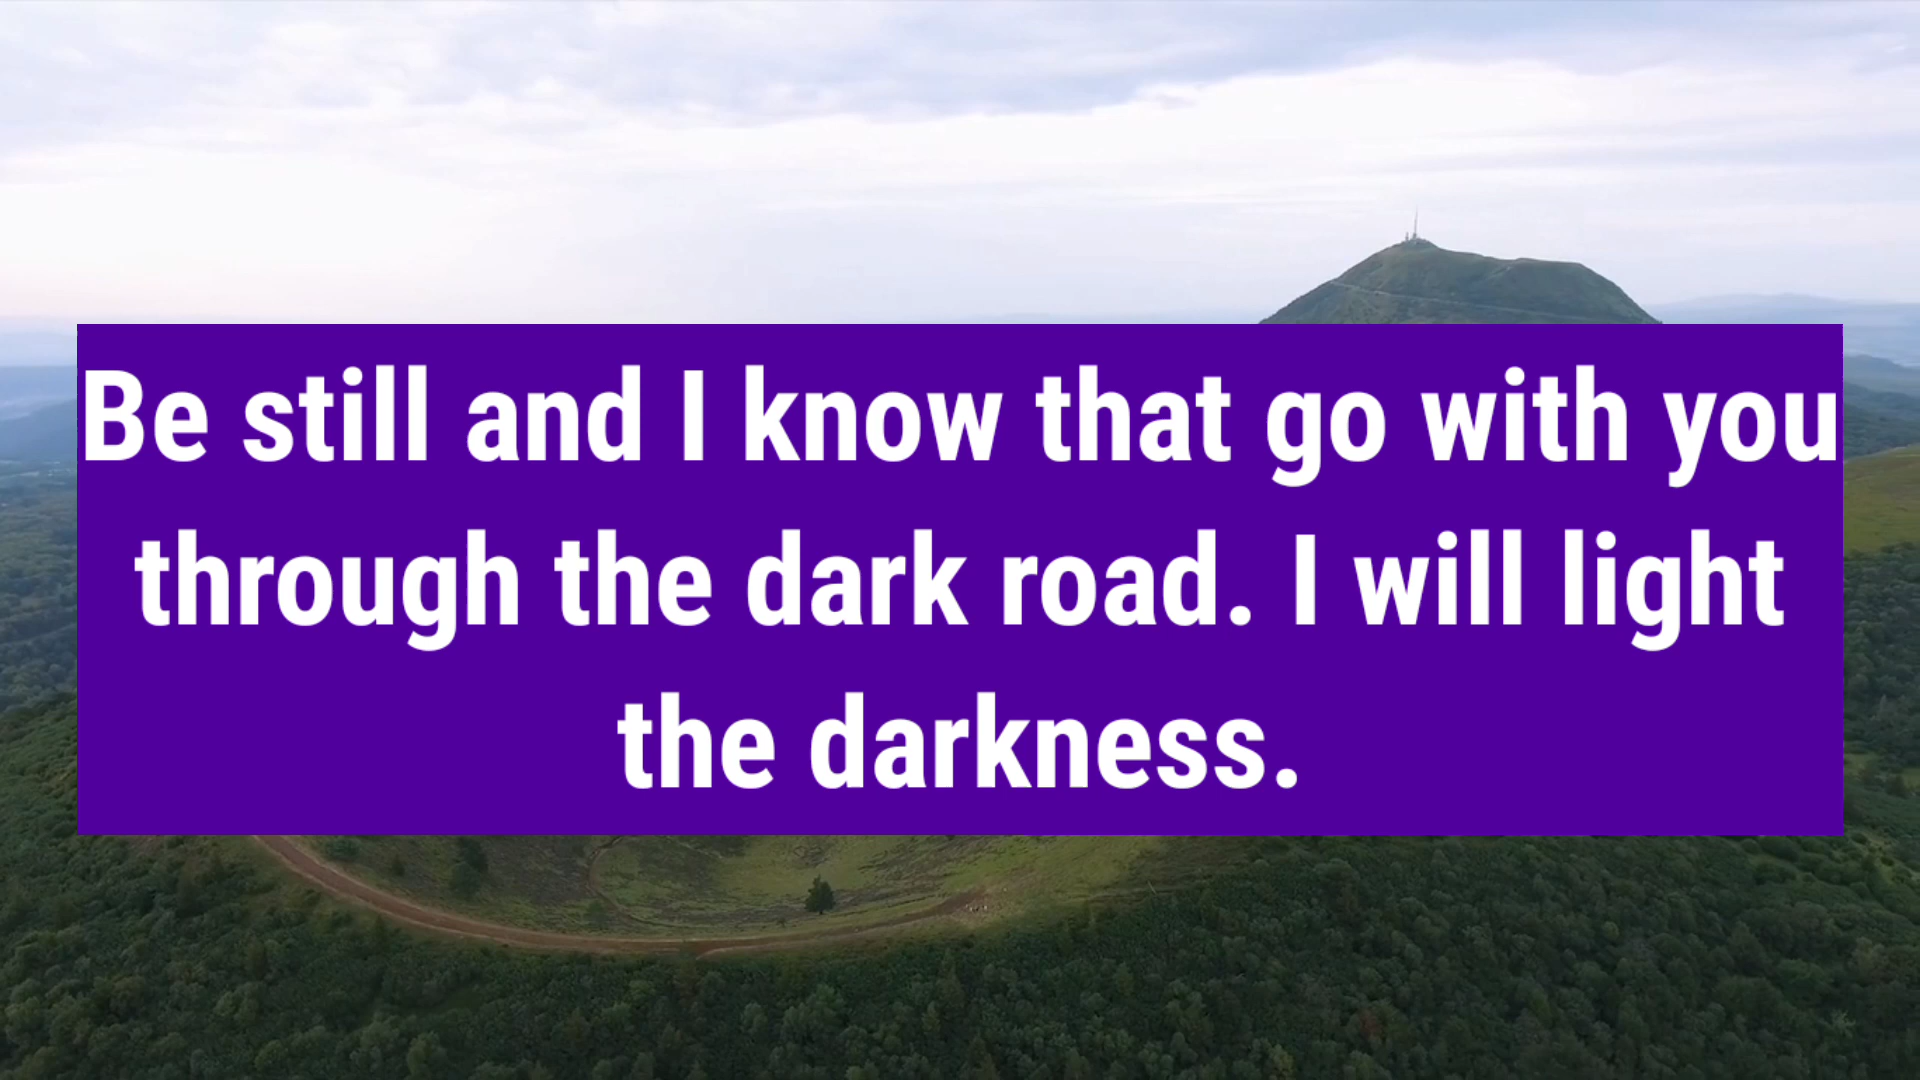 Be still and I know that go with you
through the dark road. I will light
the darkness.